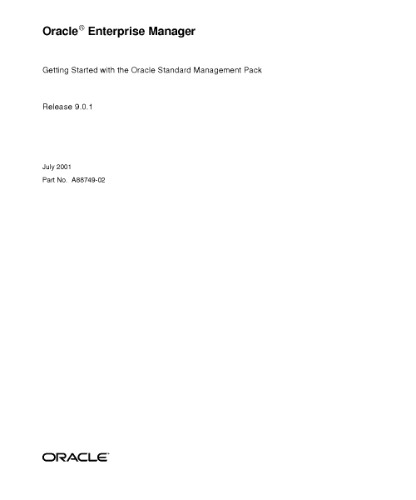 Oracle® Enterprise Manager
Getting Started with the Oracle Standard Management Pack
Release 9.0.1
July 2001
Part No. A88749-02
ORACLE®